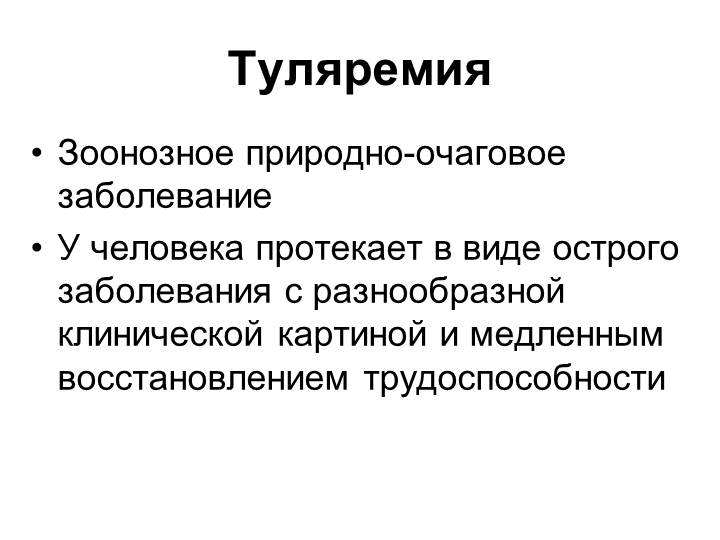 Туляремия
• Зоонозное природно-очаговое
заболевание
• У человека протекает в виде острого
заболевания с разнообразной
клинической картиной и медленным
восстановлением трудоспособности